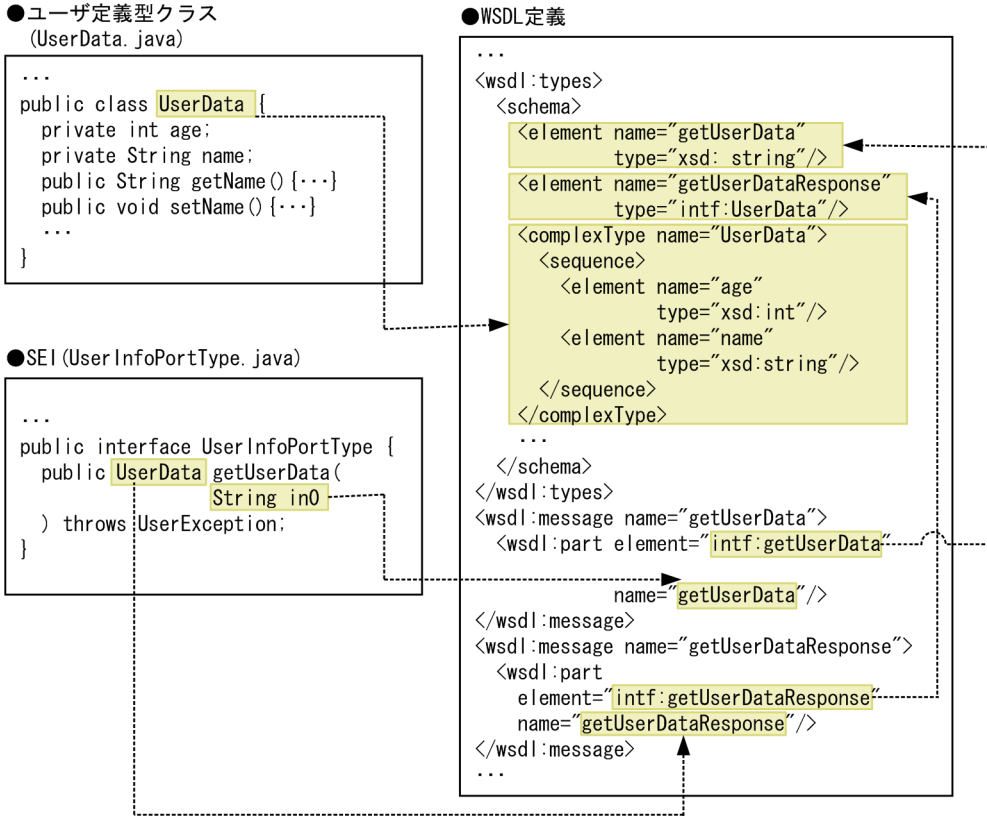 ●ユーザ定義型クラス
(UserData.java)
...
public class UserData {
private int age;
private String name;
public String getName(){...}
public void setName(){...}
...
}
●SEI(UserInfoPortType.java)
...
public interface UserInfoPortType {
public UserData getUserData(
String in0
) throws UserException;
}
●WSDL定義
...
<wsdl:types>
<schema>
<element name="getUserData"
type="xsd: string"/>
<element name="getUserDataResponse"
type="intf:UserData"/>
<complexType name="UserData">
<sequence>
<element name="age"
type="xsd:int"/>
<element name="name"
type="xsd:string"/>
</sequence>
</complexType>
...
</schema>
</wsdl:types>
<wsdl:message name="getUserData">
<wsdl:part element="intf:getUserData"
name="getUserData"/>
</wsdl:message>
<wsdl:message name="getUserDataResponse">
<wsdl:part
element="intf:getUserDataResponse"
name="getUserDataResponse"/>
</wsdl:message>
...